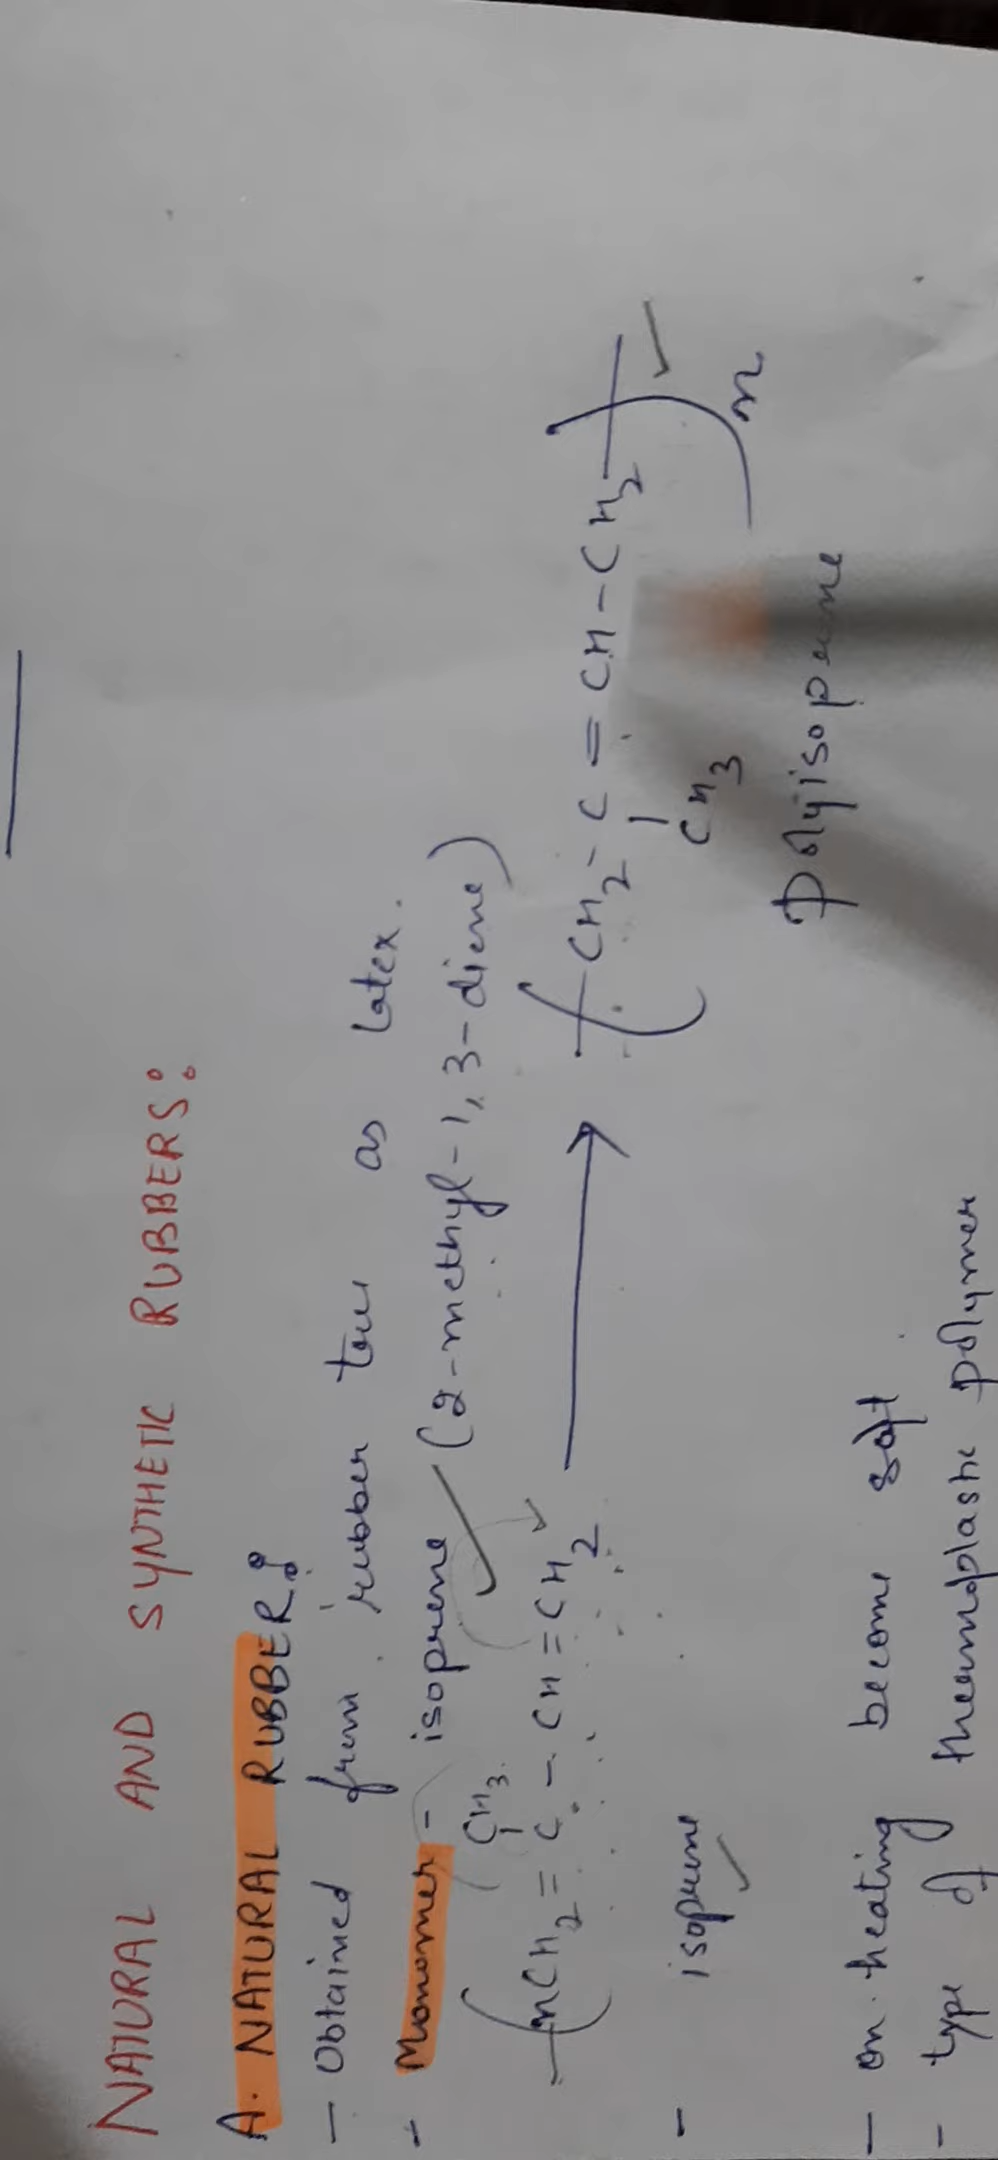 NATURAL AND SYNTHETIC RUBBERS:
A. NATURAL RUBBER:
- Obtained from rubber tree as latex.
- Monomer - isoprene (2-methyl-1,3-diene)
CH3
(nCH2=C-CH=CH2 ⟶ (CH2-C=CH-CH2)n
CH3
- isoprene polyisoprene
- on heating become soft
- type of thermoplastic polymer